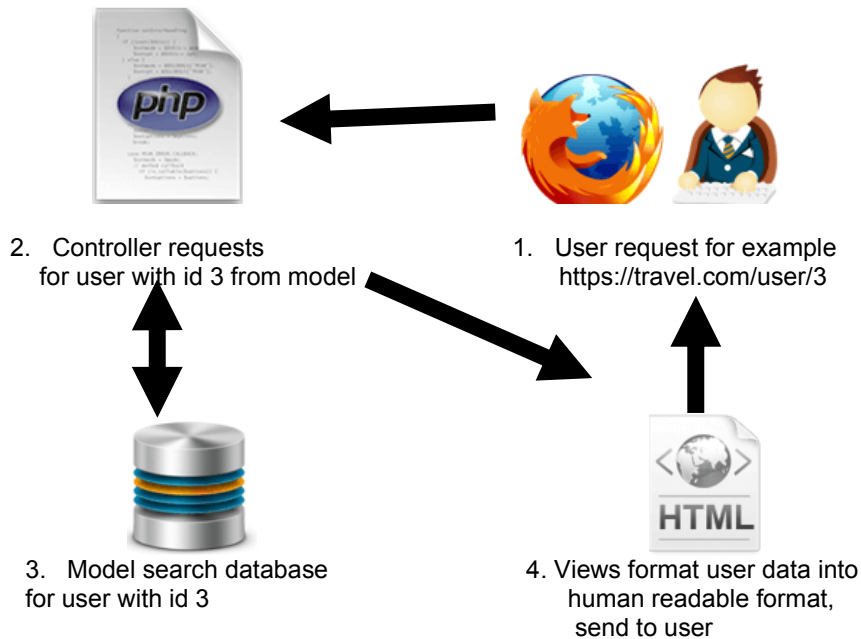 php
2. Controller requests
for user with id 3 from model
1. User request for example
https://travel.com/user/3
3. Model search database
for user with id 3
HTML
4. Views format user data into
human readable format,
send to user